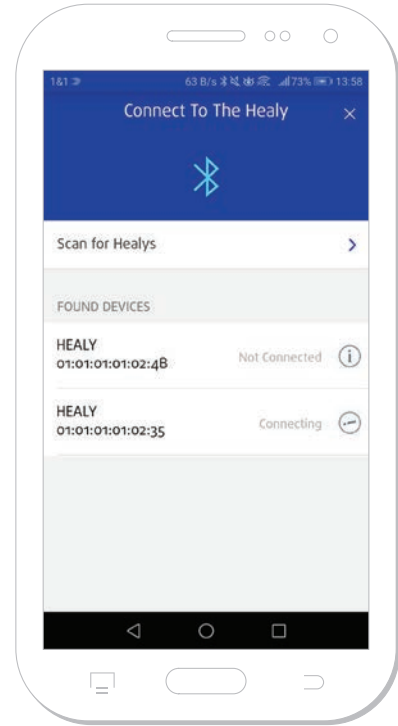 1&1 63 B/s 73% 13:58
Connect To The Healy
Scan for Healys
FOUND DEVICES
HEALY
01:01:01:01:02:4B Not Connected
HEALY
01:01:01:01:02:35 Connecting